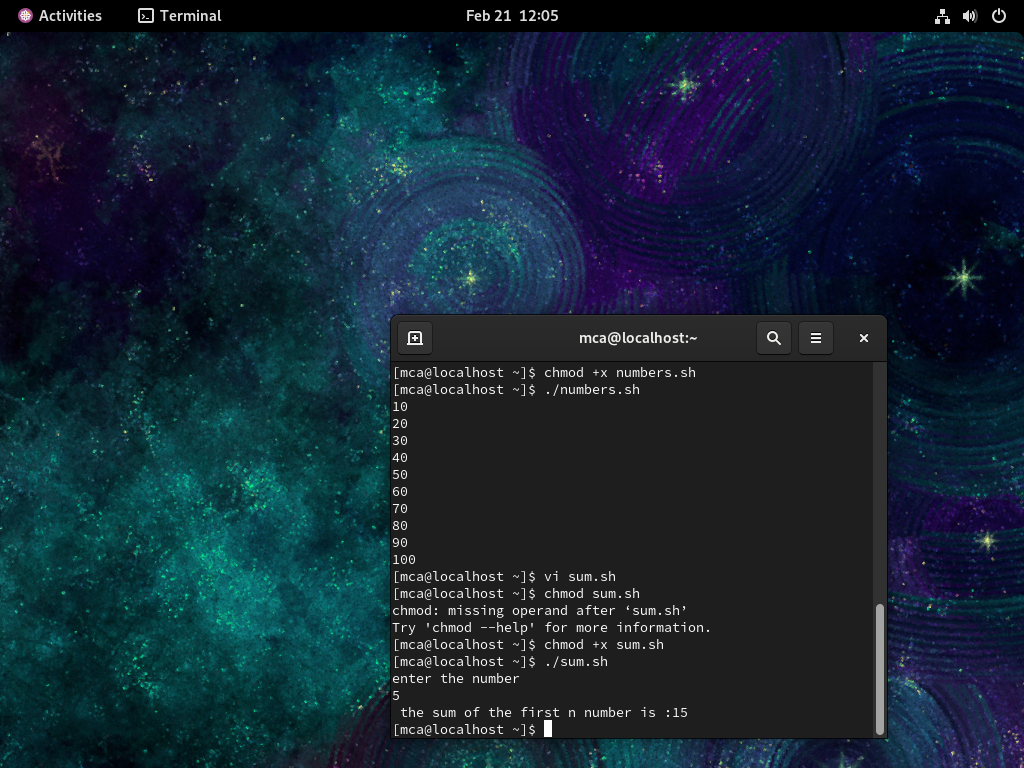 Activities Terminal Feb 21 12:05
mca@localhost:~
[mca@localhost ~]$ chmod +x numbers.sh
[mca@localhost ~]$ ./numbers.sh
10
20
30
40
50
60
70
80
90
100
[mca@localhost ~]$ vi sum.sh
[mca@localhost ~]$ chmod sum.sh
chmod: missing operand after ‘sum.sh’
Try 'chmod --help' for more information.
[mca@localhost ~]$ chmod +x sum.sh
[mca@localhost ~]$ ./sum.sh
enter the number
5
 the sum of the first n number is :15
[mca@localhost ~]$